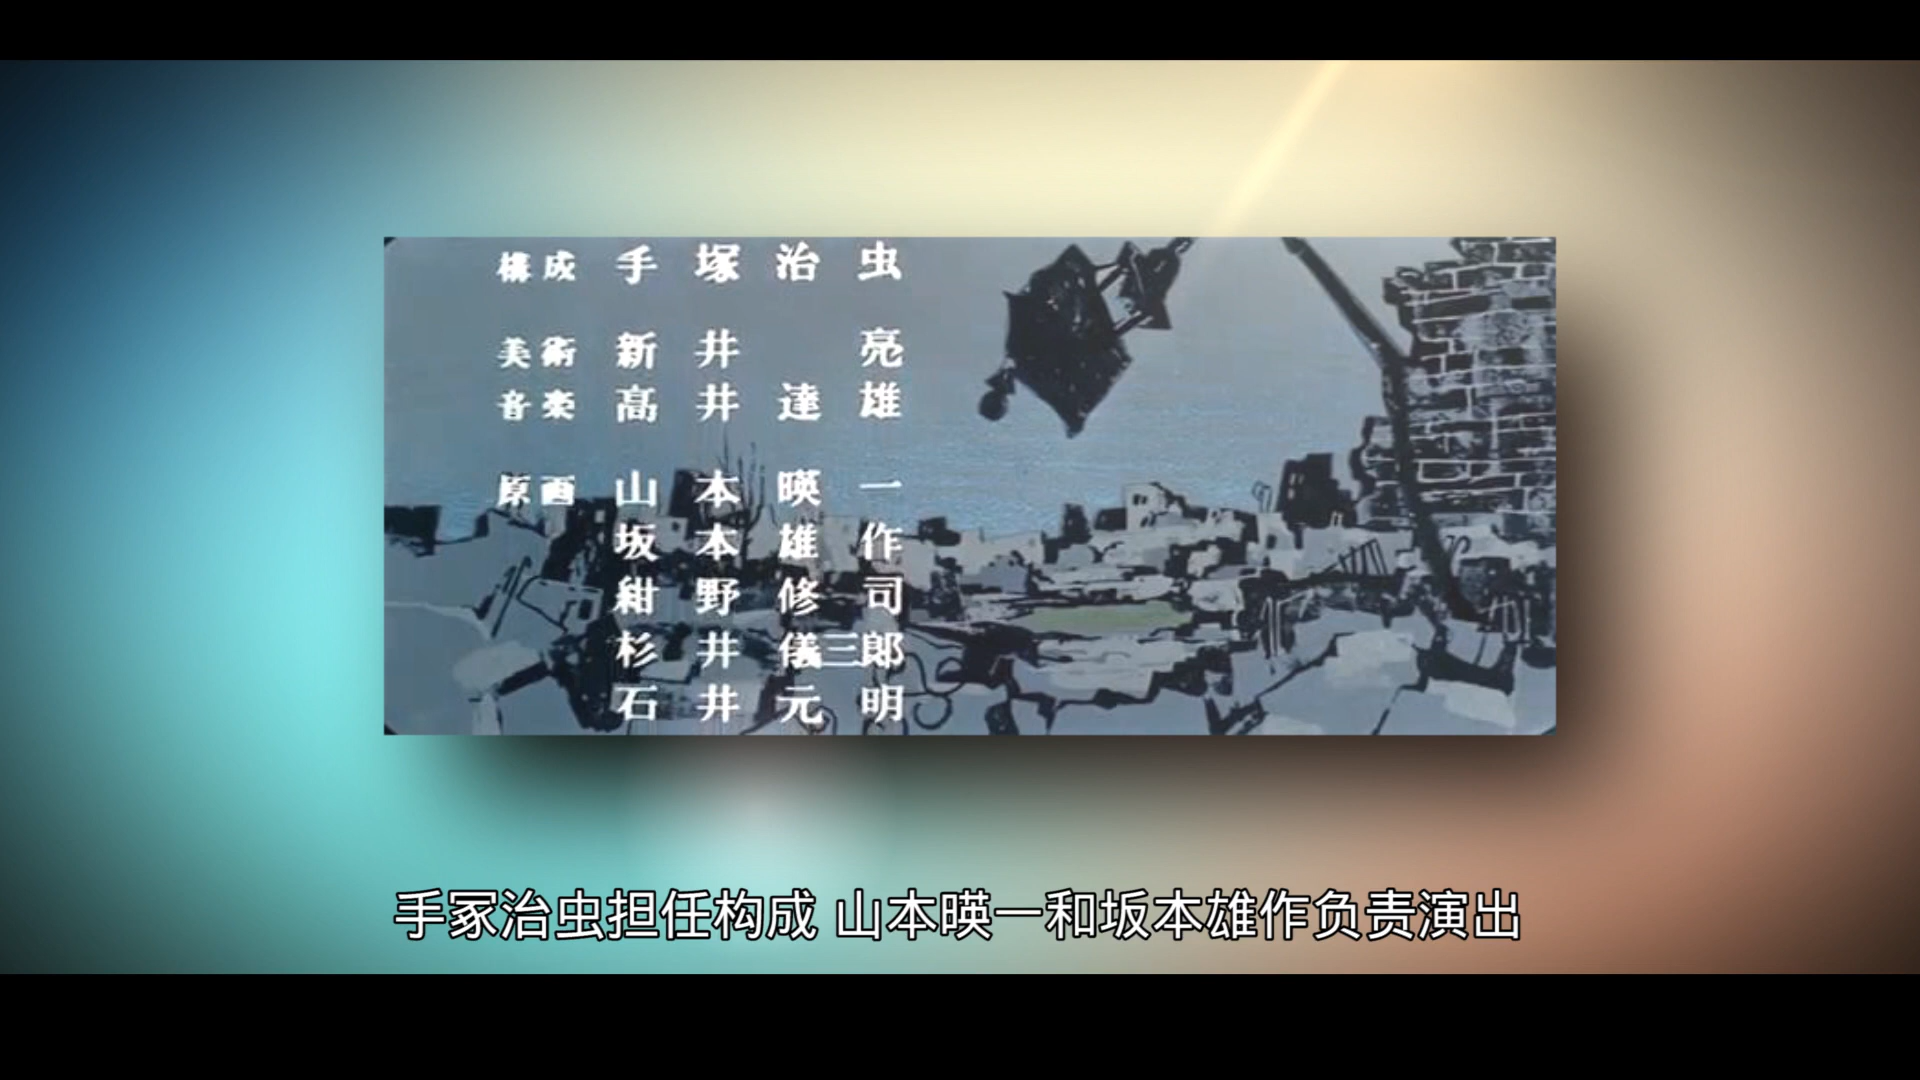 構成 手塚治虫
美術 新井 亮
音楽 高井達雄
原画 山本暎一
坂本雄作
紺野修司
杉井儀三郎
石井元明
手冢治虫担任构成 山本暎一和坂本雄作负责演出